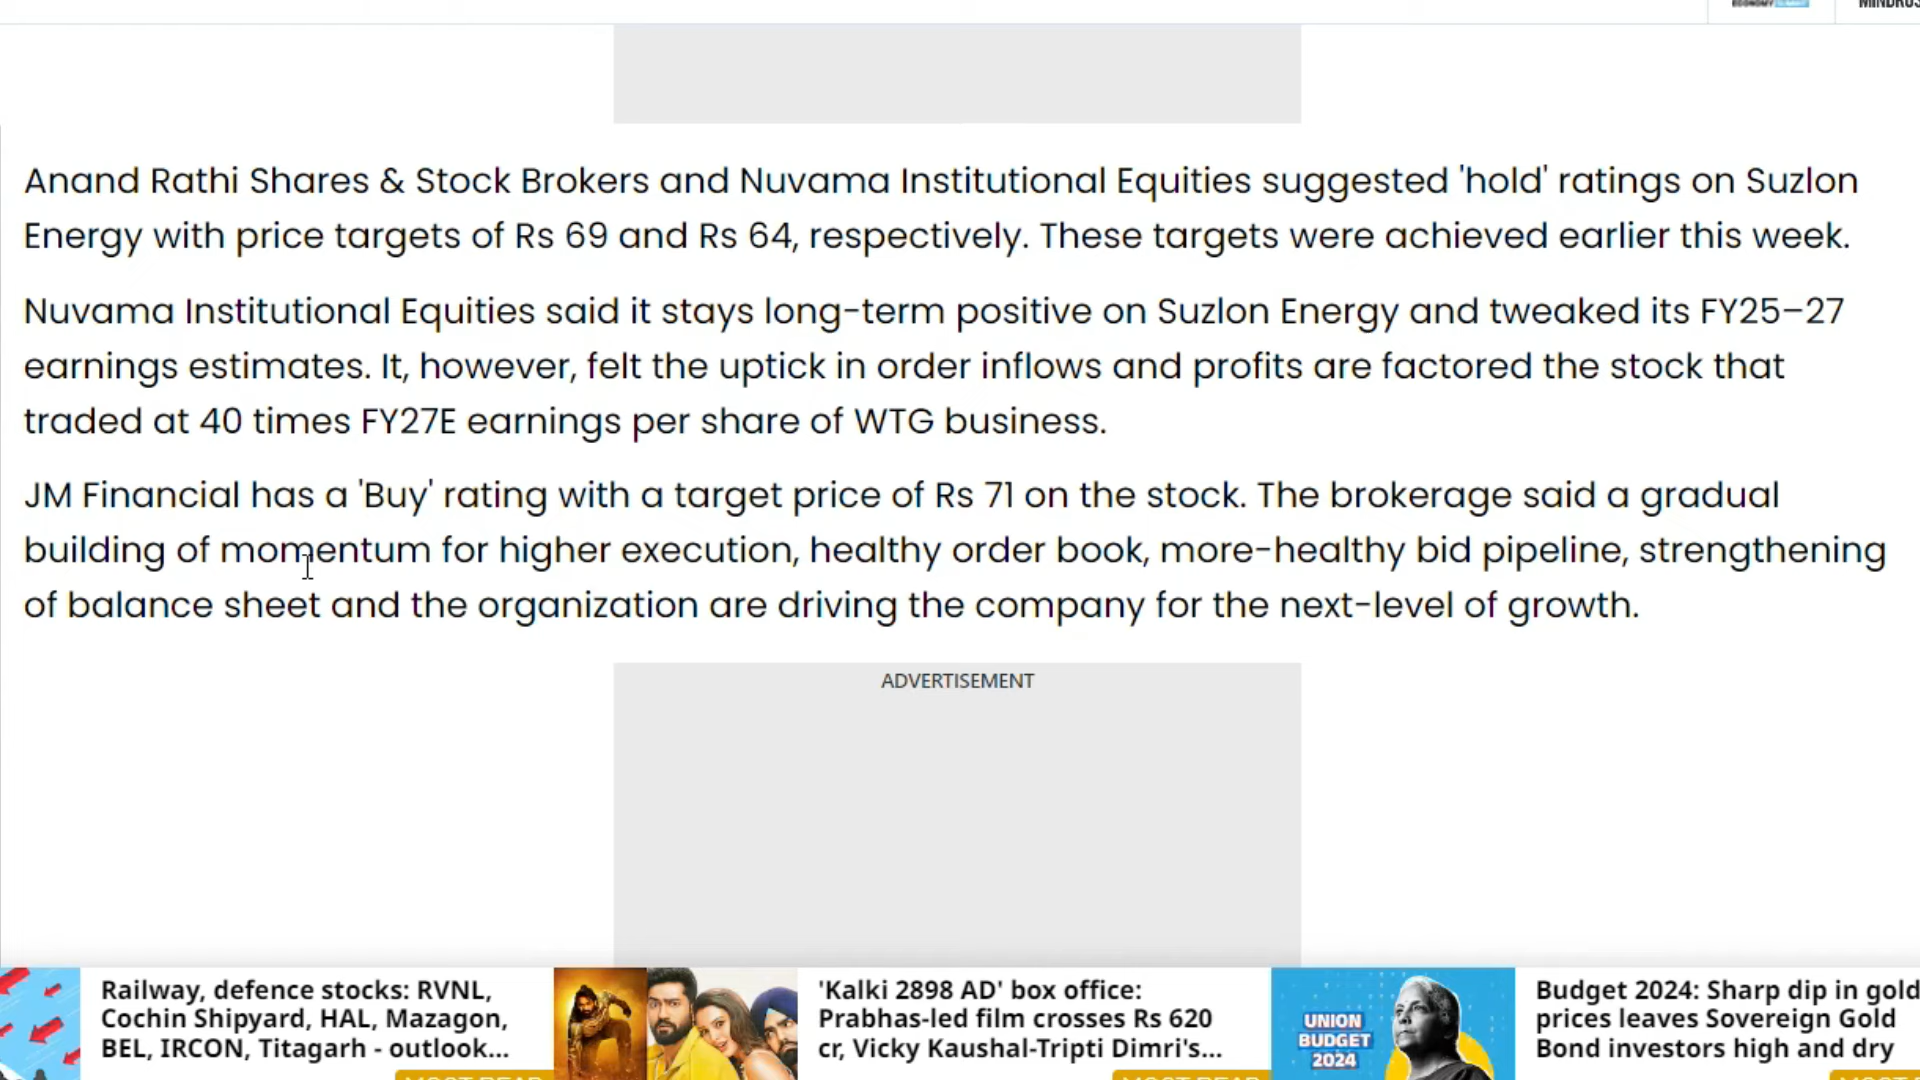 ECONOMY SUMMIT
Anand Rathi Shares & Stock Brokers and Nuvama Institutional Equities suggested 'hold' ratings on Suzlon
Energy with price targets of Rs 69 and Rs 64, respectively. These targets were achieved earlier this week.
Nuvama Institutional Equities said it stays long-term positive on Suzlon Energy and tweaked its FY25–27
earnings estimates. It, however, felt the uptick in order inflows and profits are factored the stock that
traded at 40 times FY27E earnings per share of WTG business.
JM Financial has a 'Buy' rating with a target price of Rs 71 on the stock. The brokerage said a gradual
building of momentum for higher execution, healthy order book, more-healthy bid pipeline, strengthening
of balance sheet and the organization are driving the company for the next-level of growth.
ADVERTISEMENT
Railway, defence stocks: RVNL,
Cochin Shipyard, HAL, Mazagon,
BEL, IRCON, Titagarh - outlook...
MOST READ
'Kalki 2898 AD' box office:
Prabhas-led film crosses Rs 620
cr, Vicky Kaushal-Tripti Dimri's...
MOST READ
UNION
BUDGET
2024
Budget 2024: Sharp dip in gold
prices leaves Sovereign Gold
Bond investors high and dry